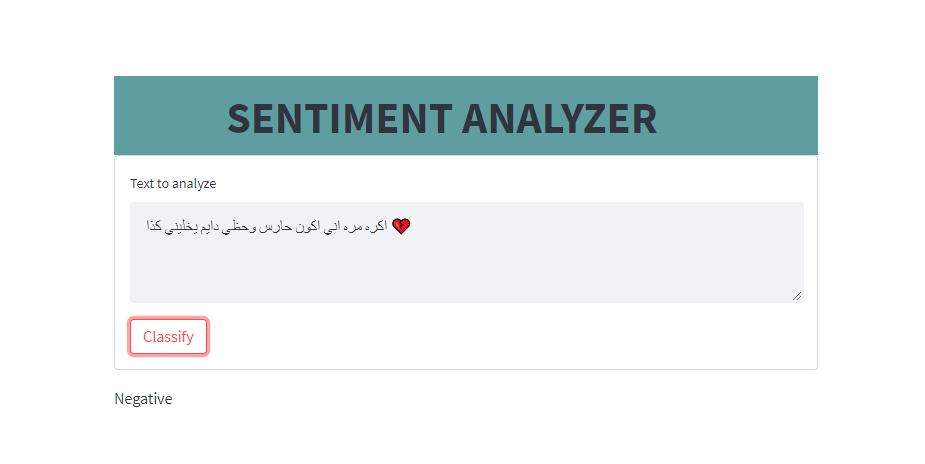 SENTIMENT ANALYZER
Text to analyze
اكره مره اني اكون حارس وحظي دايم يخليني كذا 💔
Classify
Negative